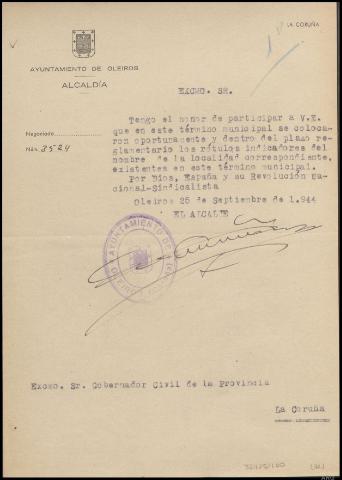 LA CORUÑA
AYUNTAMIENTO DE OLEIROS
ALCALDÍA
EXCMO. SR.
Negociado
Núm. 3524
Tengo el honor de participar a V.E.
que en este término municipal se coloca-
ron oportunamente y dentro del plazo re-
glamentario los rótulos indicadores del
nombre de la localidad correspondiente,
existentes en este término municipal.
Por Dios, España y su Revolución Na-
cional-Sindicalista
Oleiros 25 de Septiembre de 1.944
EL ALCALDE
AYUNTAMIENTO DE OLEIROS
Excmo. Sr. Gobernador Civil de la Provincia
La Coruña